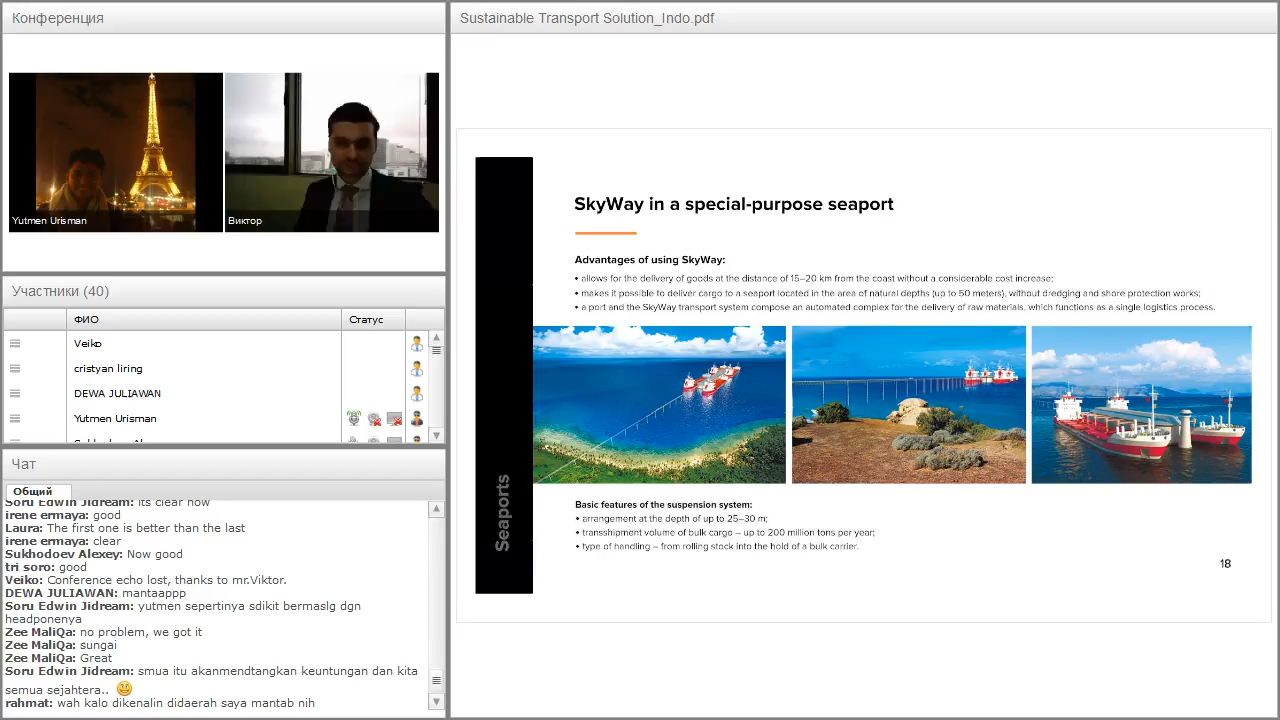 Конференция
Yutmen Urisman
Виктор
Участники (40)
ФИО
Статус
Veiko
cristyan liring
DEWA JULIAWAN
Yutmen Urisman
Чат
Общий
Soru Edwin Jidream: its clear now
irene ermaya: good
Laura: The first one is better than the last
irene ermaya: clear
Sukhodoev Alexey: Now good
tri soro: good
Veiko: Conference echo lost, thanks to mr.Viktor.
DEWA JULIAWAN: mantaappp
Soru Edwin Jidream: yutmen sepertinya sdikit bermaslg dgn
headponenya
Zee MaliQa: no problem, we got it
Zee MaliQa: sungai
Zee MaliQa: Great
Soru Edwin Jidream: smua itu akanmendtangkan keuntungan dan kita
semua sejahtera..
rahmat: wah kalo dikenalin didaerah saya mantab nih
Sustainable Transport Solution_Indo.pdf
Seaports
SkyWay in a special-purpose seaport
Advantages of using SkyWay:
• allows for the delivery of goods at the distance of 15–20 km from the coast without a considerable cost increase;
• makes it possible to deliver cargo to a seaport located in the area of natural depths (up to 50 meters), without dredging and shore protection works;
• a port and the SkyWay transport system compose an automated complex for the delivery of raw materials, which functions as a single logistics process.
Basic features of the suspension system:
• arrangement at the depth of up to 25–30 m;
• transshipment volume of bulk cargo – up to 200 million tons per year;
• type of handling – from rolling stock into the hold of a bulk carrier.
18